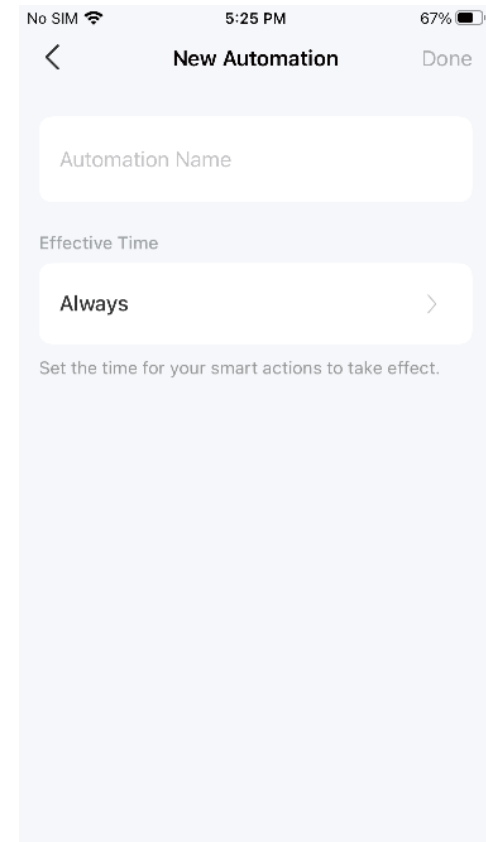 No SIM 5:25 PM 67%
New Automation Done
Automation Name
Effective Time
Always
Set the time for your smart actions to take effect.